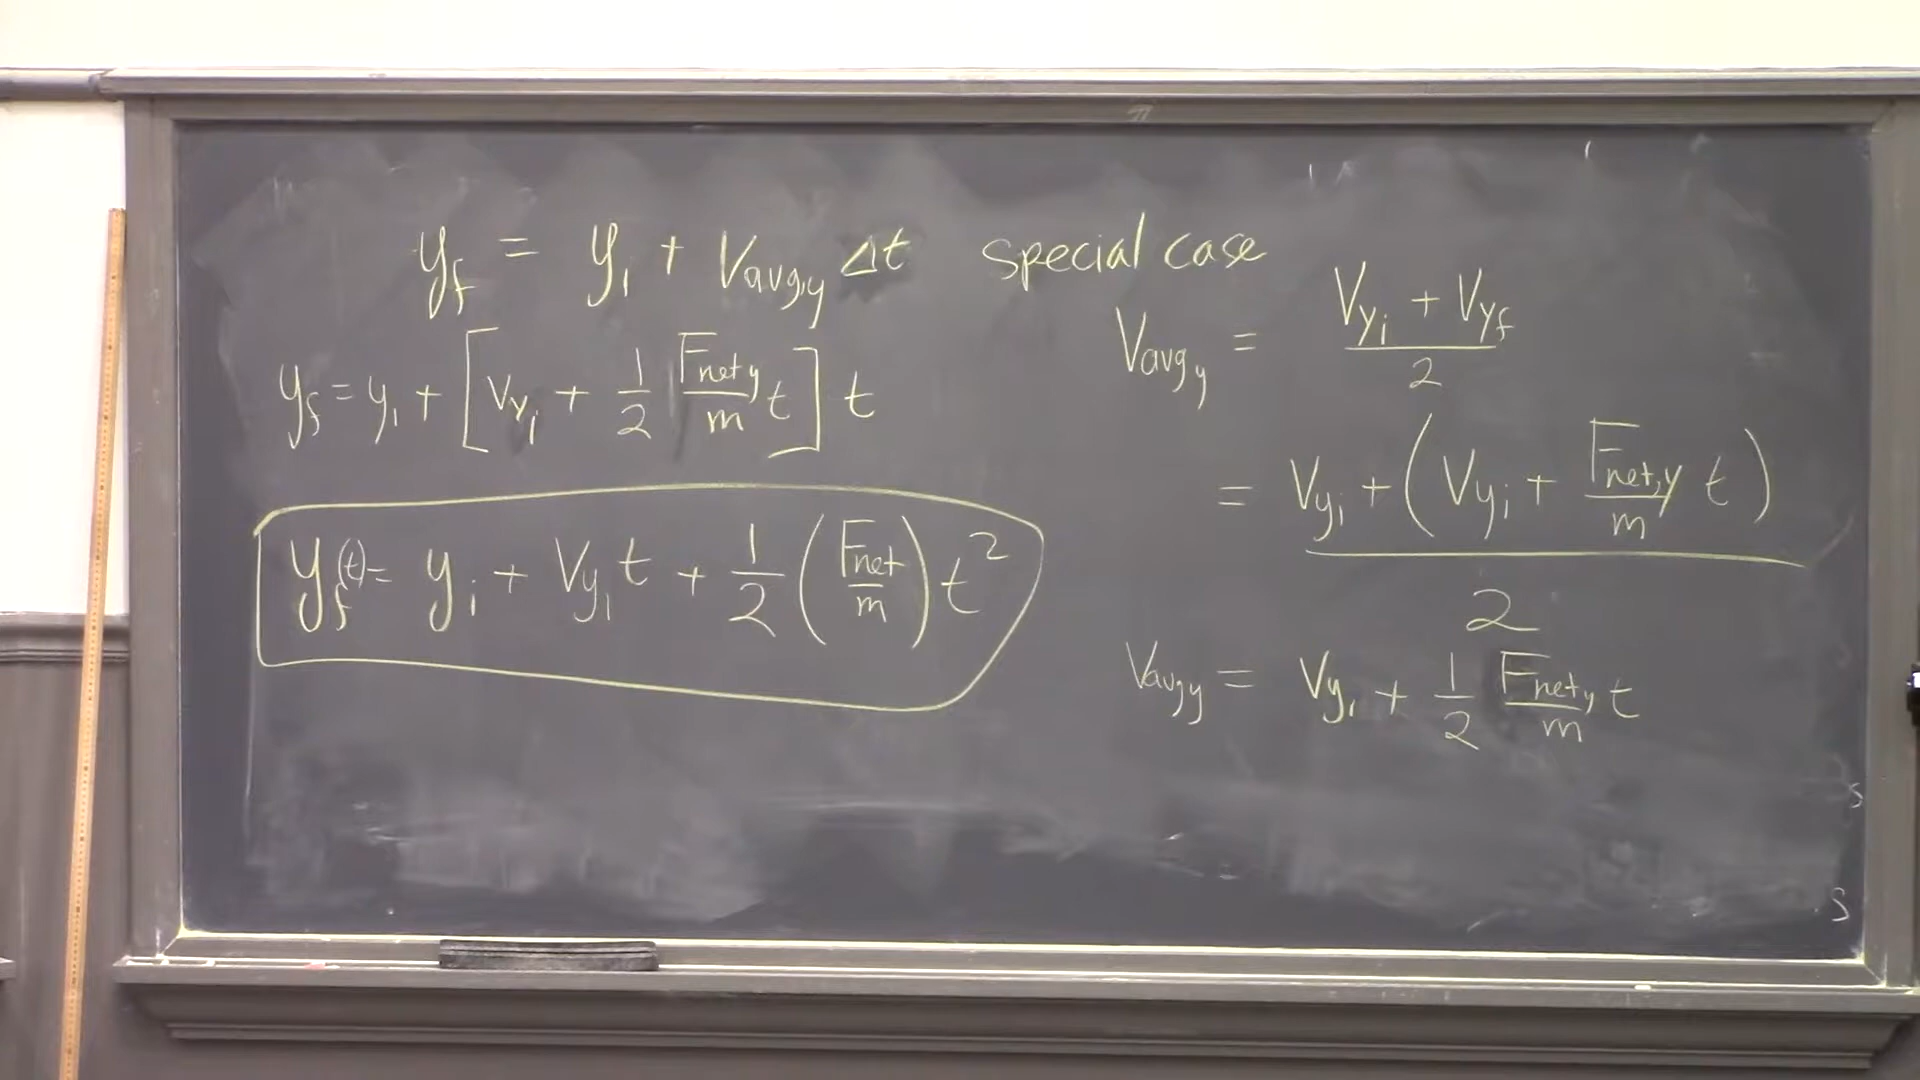 y_f = y_i + v_avg,y Δt special case
y_f = y_i + [v_yi + 1/2 F_net y/m t] t
y_f(t) = y_i + v_yi t + 1/2 (F_net/m) t²
V_avg y = (V_yi + V_yf)/2
= (V_yi + (V_yi + F_net,y/m t))/2
V_avg y = V_yi + 1/2 F_net y/m t